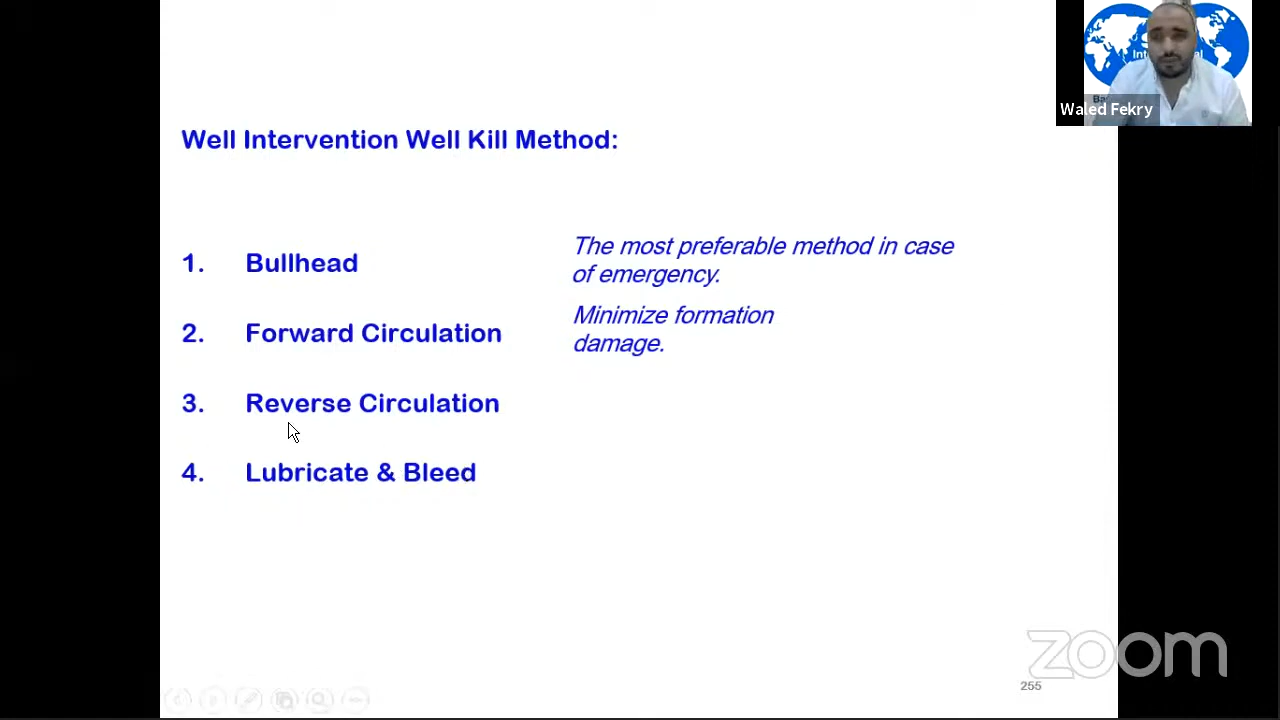 Waled Fekry
Well Intervention Well Kill Method:
1. Bullhead
The most preferable method in case
of emergency.
2. Forward Circulation
Minimize formation
damage.
3. Reverse Circulation
4. Lubricate & Bleed
zoom
255